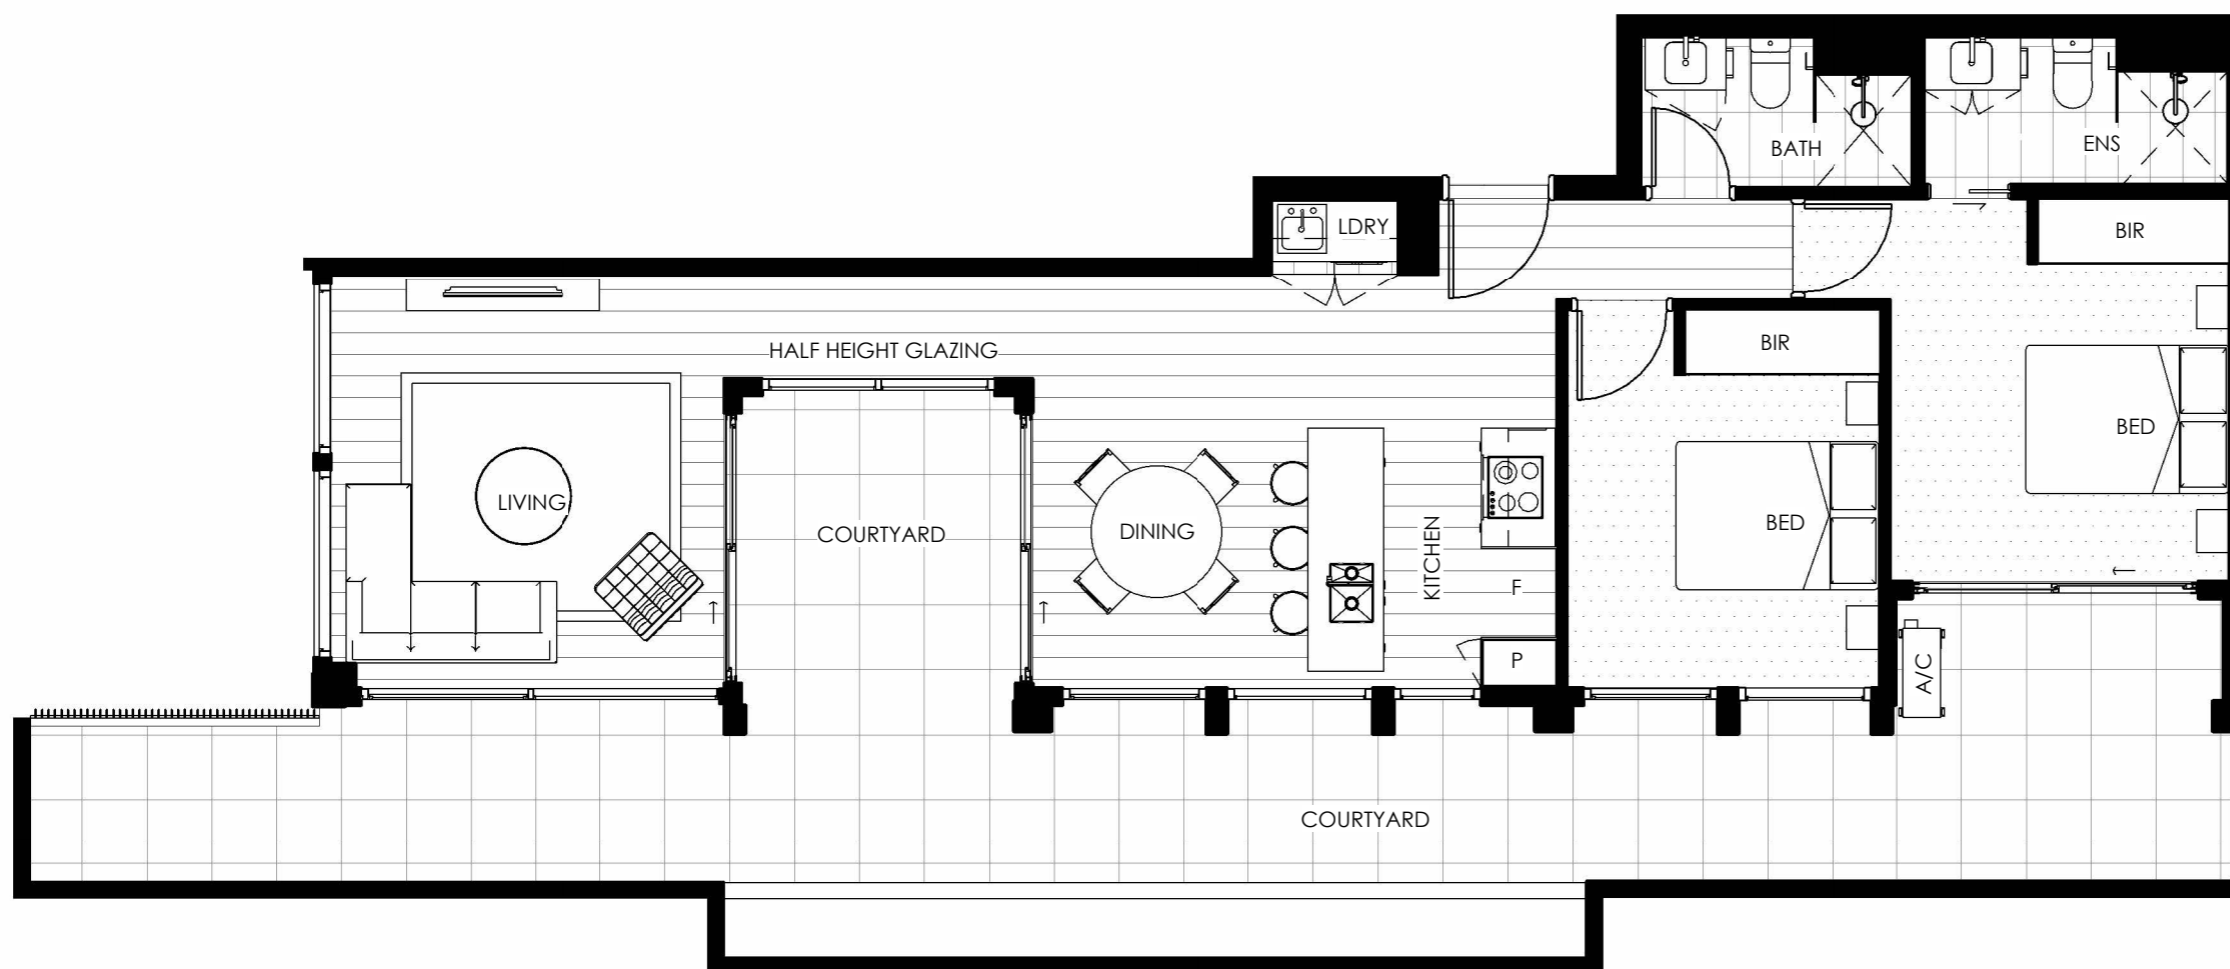 BATH
ENS
LDRY
BIR
BIR
HALF HEIGHT GLAZING
BED
BED
LIVING
COURTYARD
DINING
KITCHEN
F
P
A/C
COURTYARD